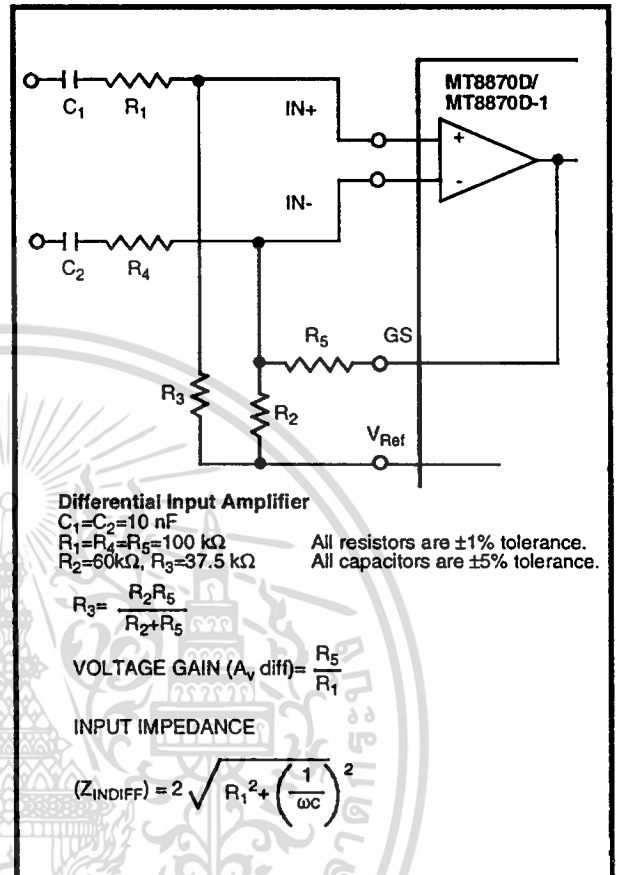 MT8870D/
MT8870D-1
C₁ R₁ IN+
+
-
IN-
C₂ R₄
R₅ GS
R₃ R₂
V_Ref
Differential Input Amplifier
C₁=C₂=10 nF
R₁=R₄=R₅=100 kΩ All resistors are ±1% tolerance.
R₂=60kΩ, R₃=37.5 kΩ All capacitors are ±5% tolerance.
R₃= R₂R₅ / R₂+R₅
VOLTAGE GAIN (Aᵥ diff)= R₅ / R₁
INPUT IMPEDANCE
(Z_INDIFF) = 2 √ R₁²+ (1 / ωc)²